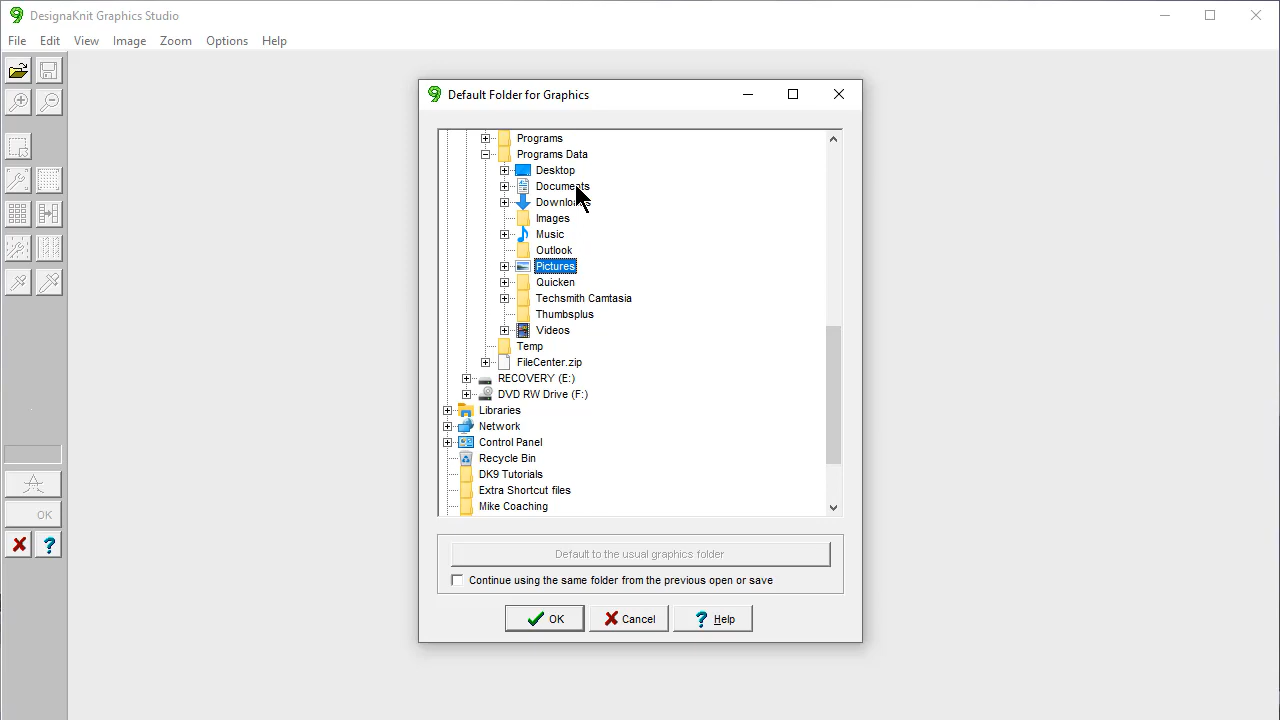 DesignaKnit Graphics Studio
File Edit View Image Zoom Options Help
Default Folder for Graphics
Programs
Programs Data
Desktop
Documents
Downloads
Images
Music
Outlook
Pictures
Quicken
Techsmith Camtasia
Thumbsplus
Videos
Temp
FileCenter.zip
RECOVERY (E:)
DVD RW Drive (F:)
Libraries
Network
Control Panel
Recycle Bin
DK9 Tutorials
Extra Shortcut files
Mike Coaching
Default to the usual graphics folder
Continue using the same folder from the previous open or save
OK Cancel Help
OK